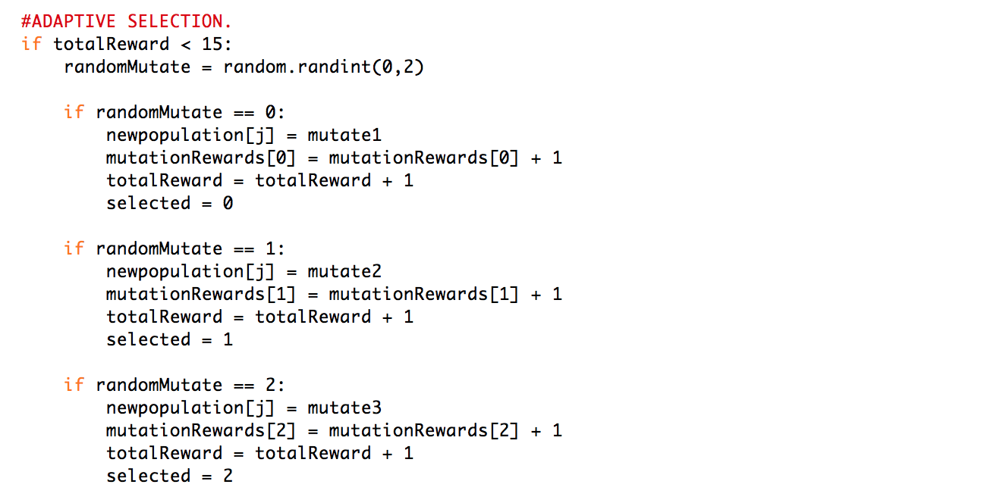 #ADAPTIVE SELECTION.
if totalReward < 15:
    randomMutate = random.randint(0,2)

    if randomMutate == 0:
        newpopulation[j] = mutate1
        mutationRewards[0] = mutationRewards[0] + 1
        totalReward = totalReward + 1
        selected = 0

    if randomMutate == 1:
        newpopulation[j] = mutate2
        mutationRewards[1] = mutationRewards[1] + 1
        totalReward = totalReward + 1
        selected = 1

    if randomMutate == 2:
        newpopulation[j] = mutate3
        mutationRewards[2] = mutationRewards[2] + 1
        totalReward = totalReward + 1
        selected = 2